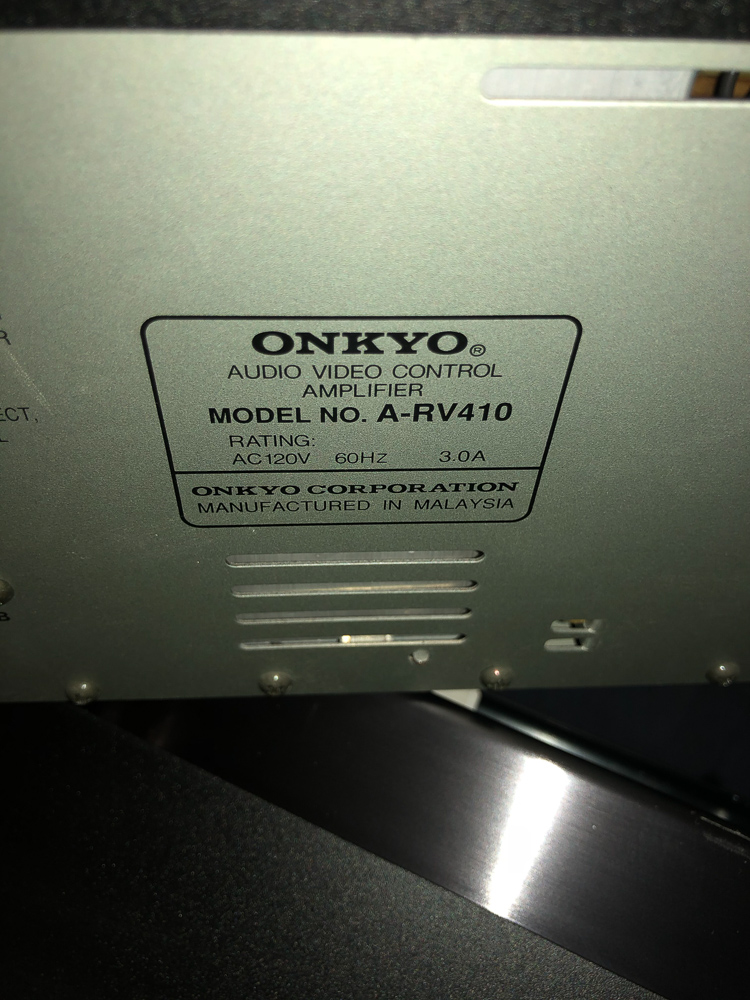 ONKYO®
AUDIO VIDEO CONTROL
AMPLIFIER
MODEL NO. A-RV410
RATING:
AC120V 60Hz 3.0A
ONKYO CORPORATION
MANUFACTURED IN MALAYSIA